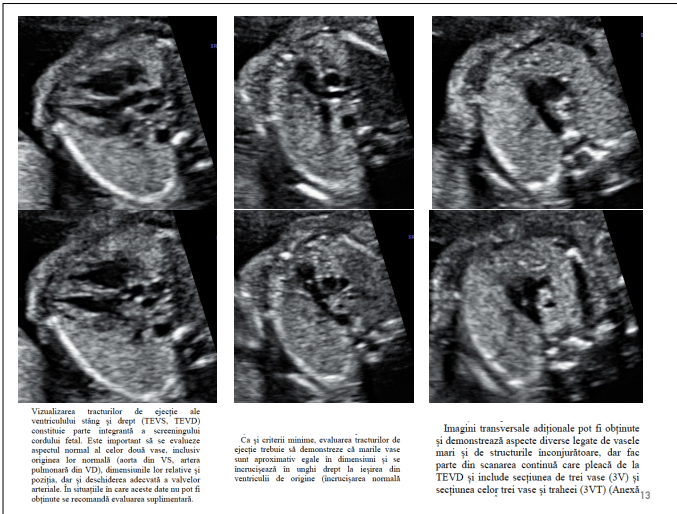 Vizualizarea tracturilor de ejecție ale
ventriculului stâng și drept (TEVS, TEVD)
constituie parte integrantă a screeningului
cordului fetal. Este important să se evalueze
aspectul normal al celor două vase, inclusiv
originea lor normală (aorta din VS, artera
pulmonară din VD), dimensiunile lor relative și
poziția, dar și deschiderea adecvată a valvelor
arteriale. În situațiile în care aceste date nu pot fi
obținute se recomandă evaluarea suplimentară.
Ca și criterii minime, evaluarea tracturilor de
ejecție trebuie să demonstreze că marile vase
sunt aproximativ egale în dimensiuni și se
încrucișează în unghi drept la ieșirea din
ventriculii de origine (încrucișarea normală
Imagini transversale adiționale pot fi obținute
și demonstrează aspecte diverse legate de vasele
mari și de structurile înconjurătoare, dar fac
parte din scanarea continuă care pleacă de la
TEVD și include secțiunea de trei vase (3V) și
secțiunea celor trei vase și traheei (3VT) (Anexă
13